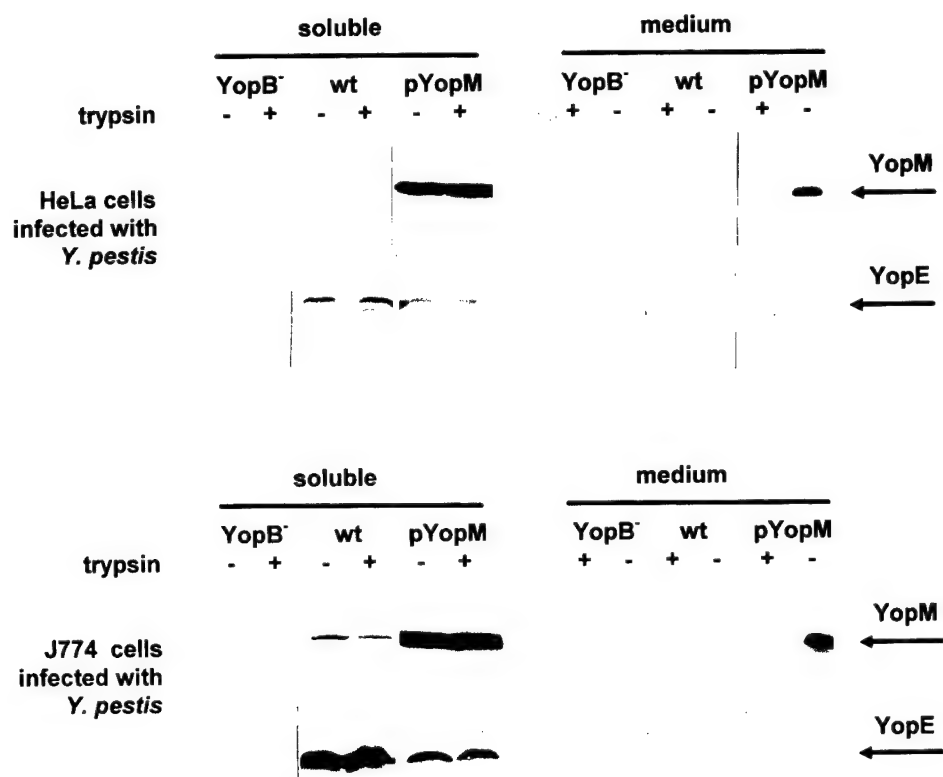 soluble medium
YopB⁻ wt pYopM YopB⁻ wt pYopM
trypsin - + - + - + + - + - + -
YopM
HeLa cells
infected with
Y. pestis
YopE
soluble medium
YopB⁻ wt pYopM YopB⁻ wt pYopM
trypsin - + - + - + + - + - + -
YopM
J774 cells
infected with
Y. pestis
YopE